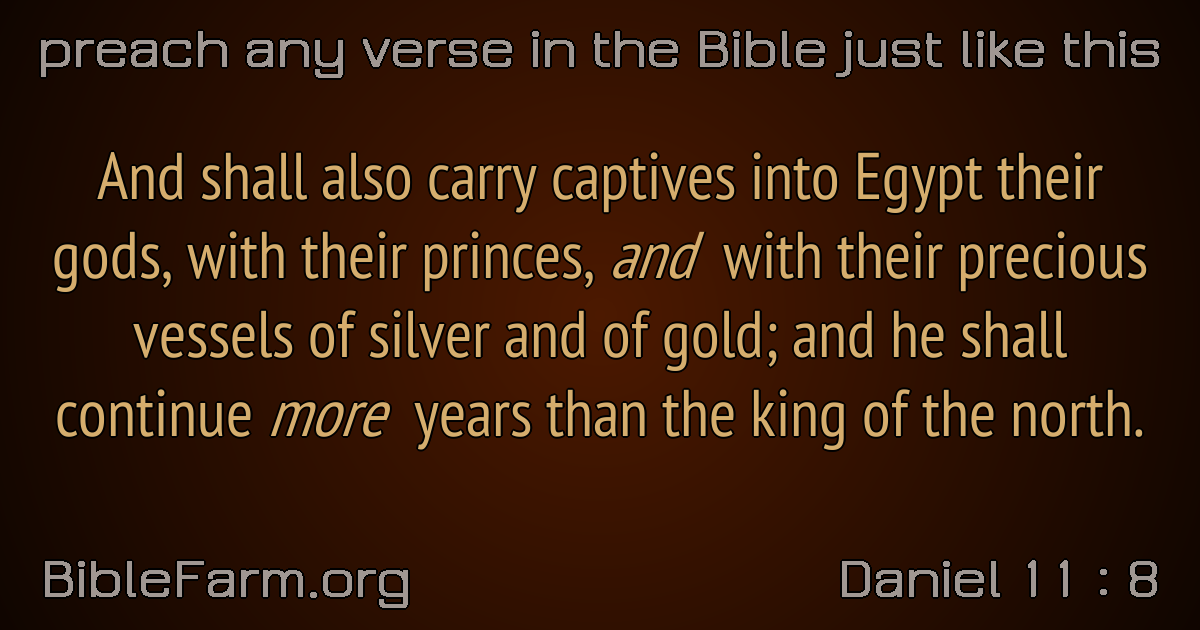 preach any verse in the Bible just like this
And shall also carry captives into Egypt their
gods, with their princes, and with their precious
vessels of silver and of gold; and he shall
continue more years than the king of the north.
BibleFarm.org
Daniel 11 : 8